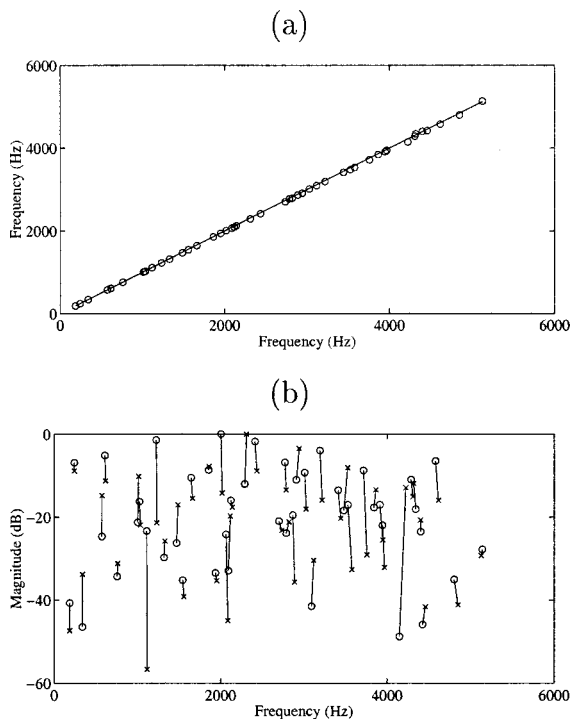 (a)
6000
4000
2000
0
0 2000 4000 6000
Frequency (Hz)
Frequency (Hz)
(b)
0
−20
−40
−60
0 2000 4000 6000
Magnitude (dB)
Frequency (Hz)